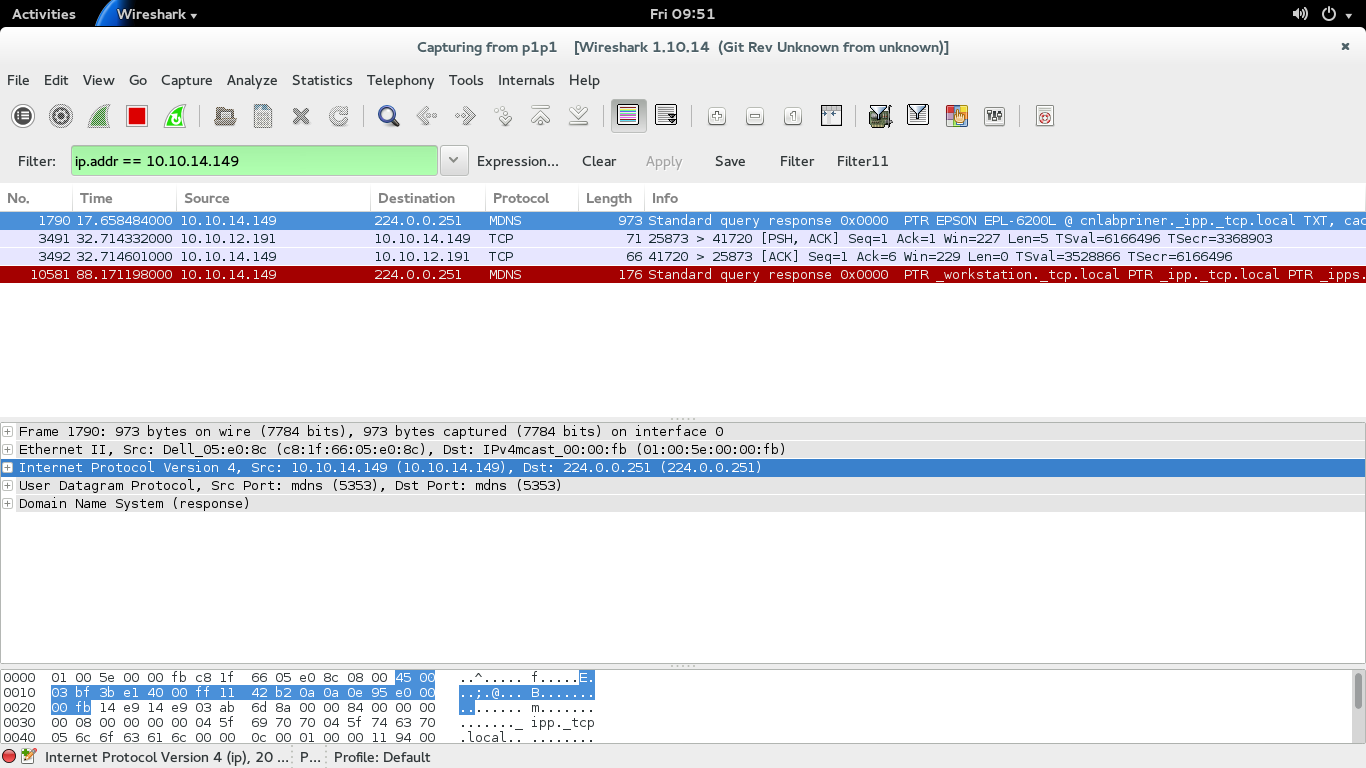 Activities Wireshark Fri 09:51
Capturing from p1p1 [Wireshark 1.10.14 (Git Rev Unknown from unknown)]
File Edit View Go Capture Analyze Statistics Telephony Tools Internals Help
Filter: ip.addr == 10.10.14.149 Expression... Clear Apply Save Filter Filter11
No. Time Source Destination Protocol Length Info
1790 17.658484000 10.10.14.149 224.0.0.251 MDNS 973 Standard query response 0x0000 PTR EPSON EPL-6200L @ cnlabpriner._ipp._tcp.local TXT, cac
3491 32.714332000 10.10.12.191 10.10.14.149 TCP 71 25873 > 41720 [PSH, ACK] Seq=1 Ack=1 Win=227 Len=5 TSval=6166496 TSecr=3368903
3492 32.714601000 10.10.14.149 10.10.12.191 TCP 66 41720 > 25873 [ACK] Seq=1 Ack=6 Win=229 Len=0 TSval=3528866 TSecr=6166496
10581 88.171198000 10.10.14.149 224.0.0.251 MDNS 176 Standard query response 0x0000 PTR _workstation._tcp.local PTR _ipp._tcp.local PTR _ipps.
Frame 1790: 973 bytes on wire (7784 bits), 973 bytes captured (7784 bits) on interface 0
Ethernet II, Src: Dell_05:e0:8c (c8:1f:66:05:e0:8c), Dst: IPv4mcast_00:00:fb (01:00:5e:00:00:fb)
Internet Protocol Version 4, Src: 10.10.14.149 (10.10.14.149), Dst: 224.0.0.251 (224.0.0.251)
User Datagram Protocol, Src Port: mdns (5353), Dst Port: mdns (5353)
Domain Name System (response)
0000 01 00 5e 00 00 fb c8 1f 66 05 e0 8c 08 00 45 00 ..^..... f.....E.
0010 03 bf 3b e1 40 00 ff 11 42 b2 0a 0a 0e 95 e0 00 ..;.@... B.......
0020 00 fb 14 e9 14 e9 03 ab 6d 8a 00 00 84 00 00 00 ........ m.......
0030 00 08 00 00 00 00 04 5f 69 70 70 04 5f 74 63 70 ......._ ipp._tcp
0040 05 6c 6f 63 61 6c 00 00 0c 00 01 00 00 11 94 00 .local.. ........
Internet Protocol Version 4 (ip), 20 ... P... Profile: Default